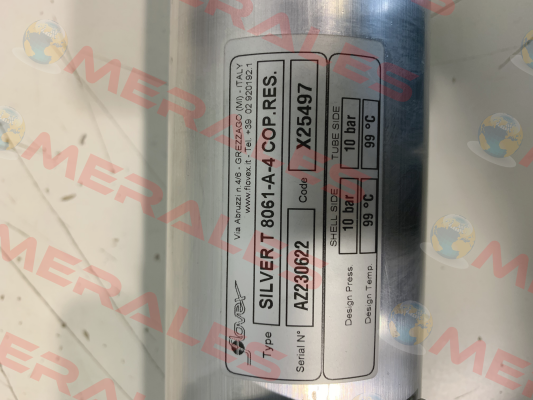 flovex
Via Abruzzi n.4/6 - GREZZAGO (MI) - ITALY
www.flovex.it - Tel. +39 02 920192.1
Type SILVER T 8061-A-4 COP.RES.
Serial N° AZ230622 Code X25497
SHELL SIDE TUBE SIDE
Design Press 10 bar 10 bar
Design Temp. 99 °C 99 °C
MERALES
MERALES
MERALES
MERALES
MERALES